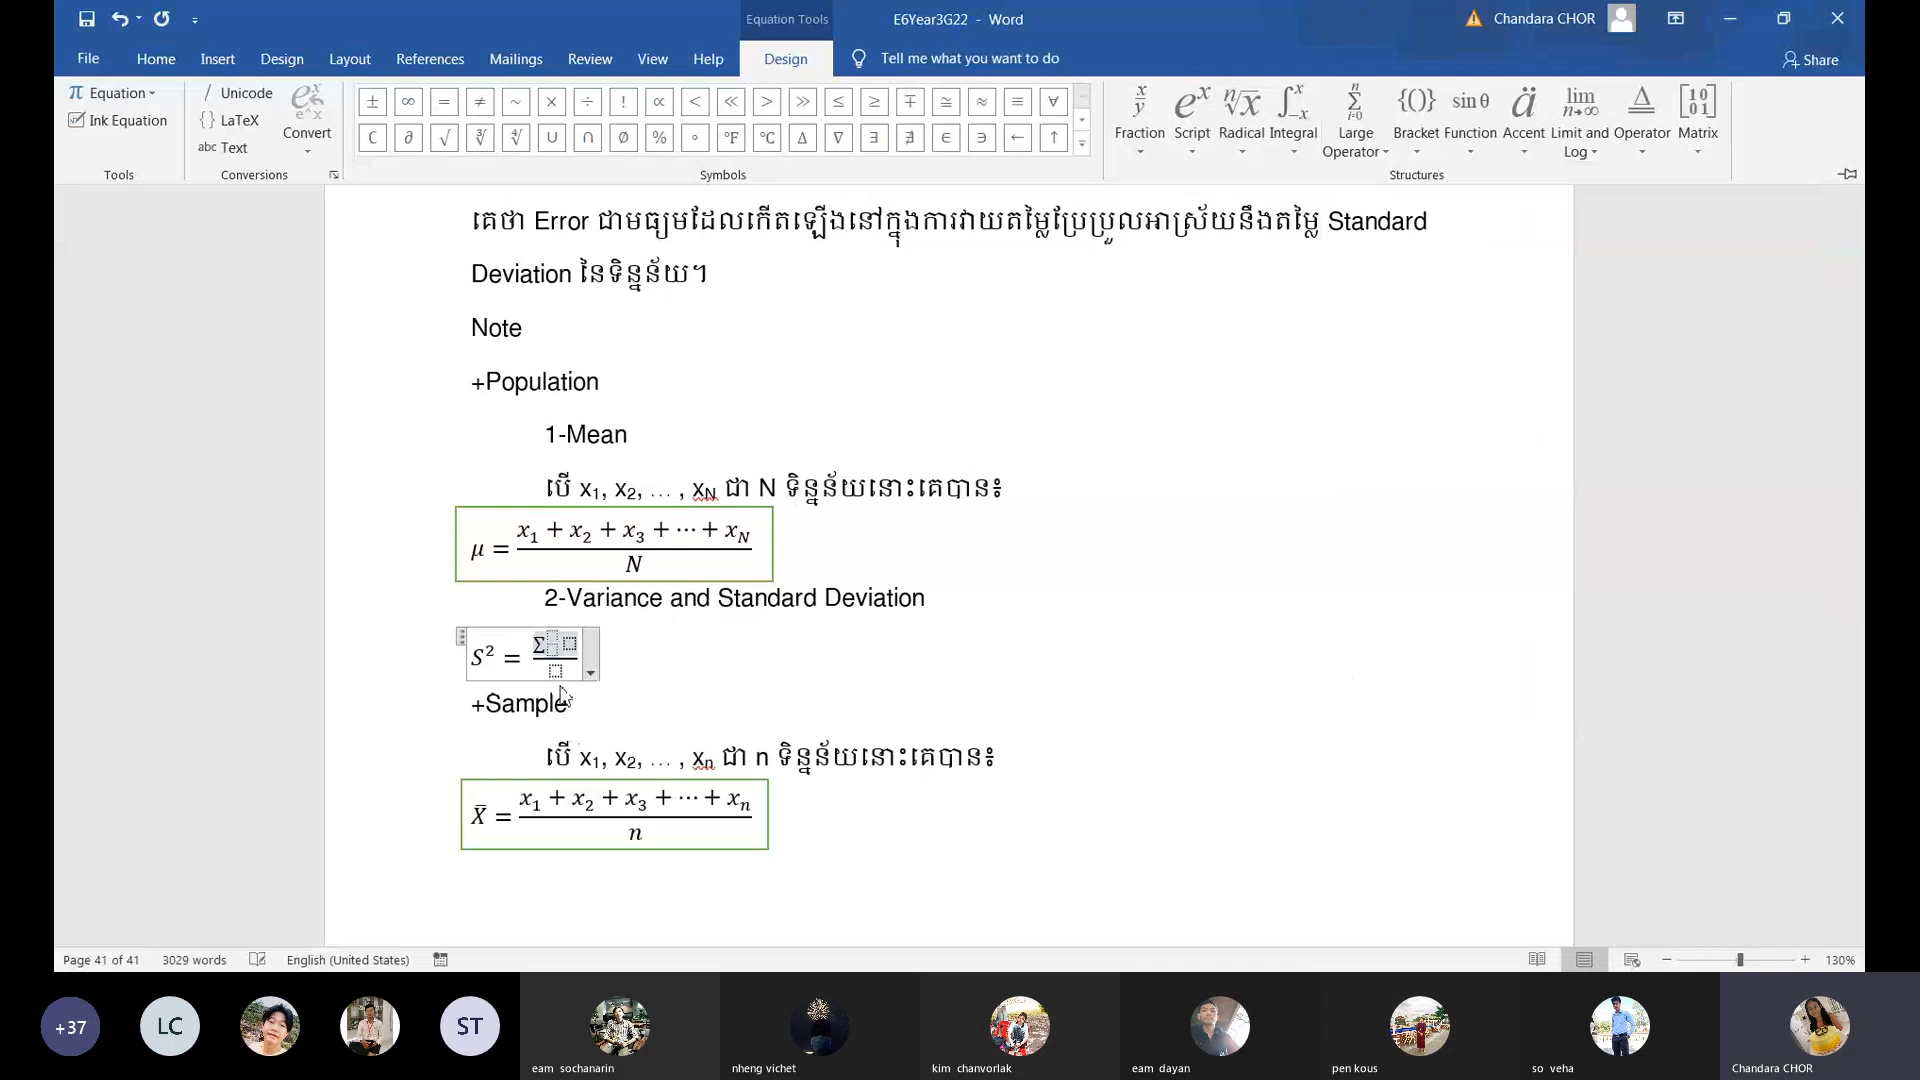 Equation Tools
E6Year3G22 - Word
Chandara CHOR
File Home Insert Design Layout References Mailings Review View Help Design Tell me what you want to do Share
Equation
Ink Equation
Tools
Unicode
{} LaTeX
abc Text
Convert
Conversions
± ∞ = ≠ ~ × ÷ ! ∝ < ≪ > ≫ ≤ ≥ ∓ ≅ ≈ ≡ ∀
∁ ∂ √ ∛ ∜ ∪ ∩ ∅ % ° °F °C ∆ ∇ ∃ ∄ ∈ ∋ ← ↑
Symbols
Fraction Script Radical Integral Large Operator Bracket Function Accent Limit and Log Operator Matrix
Structures
គេថា Error ជាមធ្យមដែលកើតឡើងនៅក្នុងការវាយតម្លៃប្រែប្រួលអាស្រ័យនឹងតម្លៃ Standard
Deviation នៃទិន្នន័យ។
Note
+Population
1-Mean
បើ x₁, x₂, … , x_N ជា N ទិន្នន័យនោះគេបាន៖
μ = (x₁ + x₂ + x₃ + ⋯ + x_N) / N
2-Variance and Standard Deviation
S² = Σ
+Sample
បើ x₁, x₂, … , xₙ ជា n ទិន្នន័យនោះគេបាន៖
X̄ = (x₁ + x₂ + x₃ + ⋯ + xₙ) / n
Page 41 of 41 3029 words English (United States) 130%
+37 LC ST
eam sochanarin nheng vichet kim chanvorlak eam dayan pen kous so veha Chandara CHOR